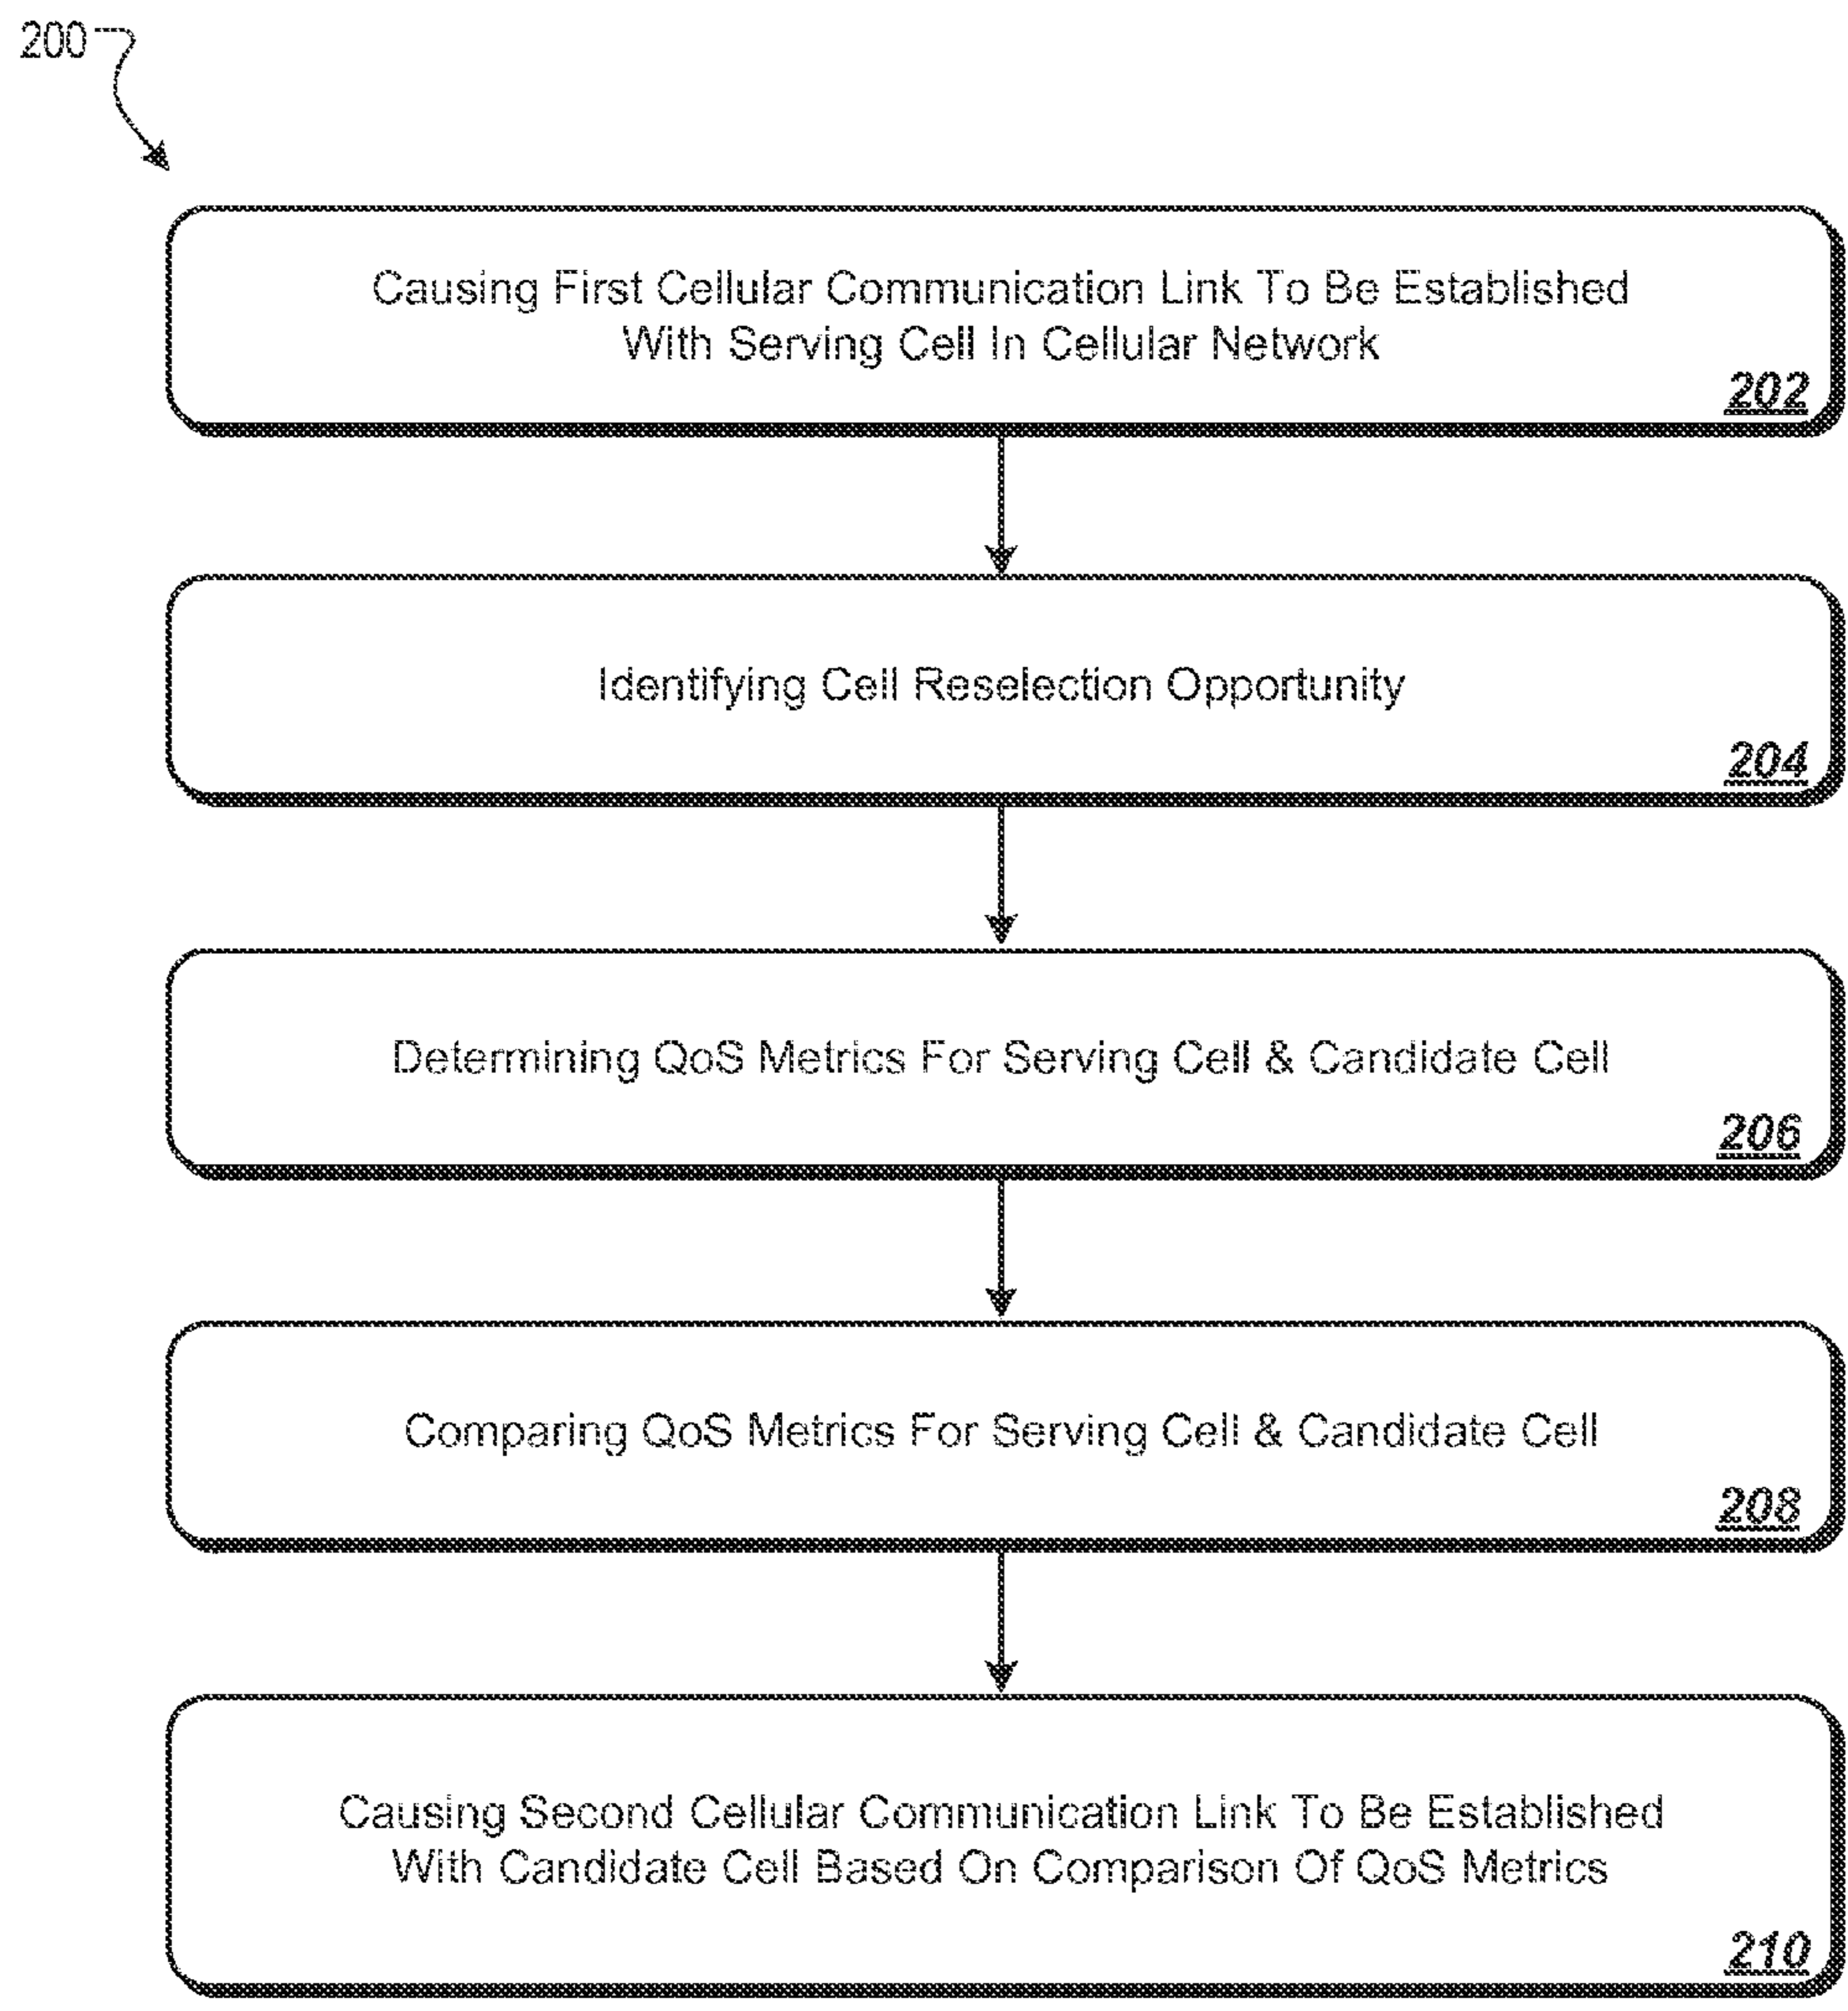 200
Causing First Cellular Communication Link To Be Established
With Serving Cell In Cellular Network
202
Identifying Cell Reselection Opportunity
204
Determining QoS Metrics For Serving Cell & Candidate Cell
206
Comparing QoS Metrics For Serving Cell & Candidate Cell
208
Causing Second Cellular Communication Link To Be Established
With Candidate Cell Based On Comparison Of QoS Metrics
210